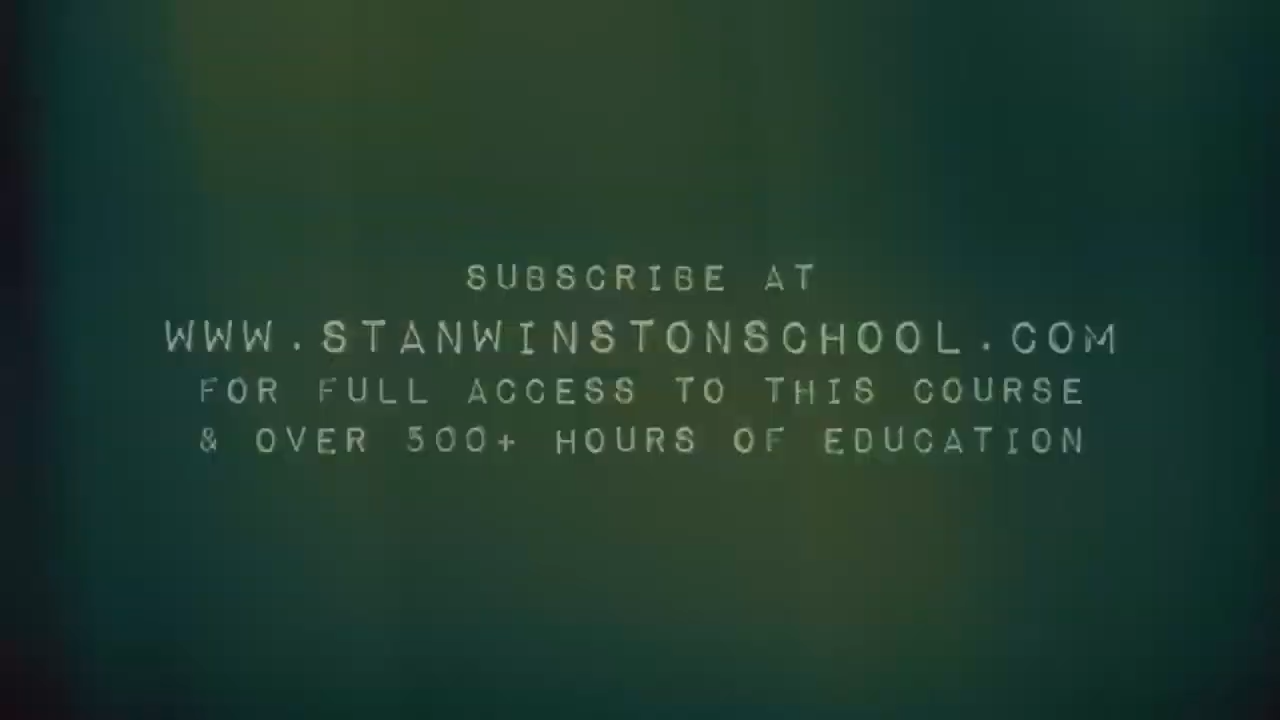 SUBSCRIBE AT
WWW.STANWINSTONSCHOOL.COM
FOR FULL ACCESS TO THIS COURSE
& OVER 500+ HOURS OF EDUCATION